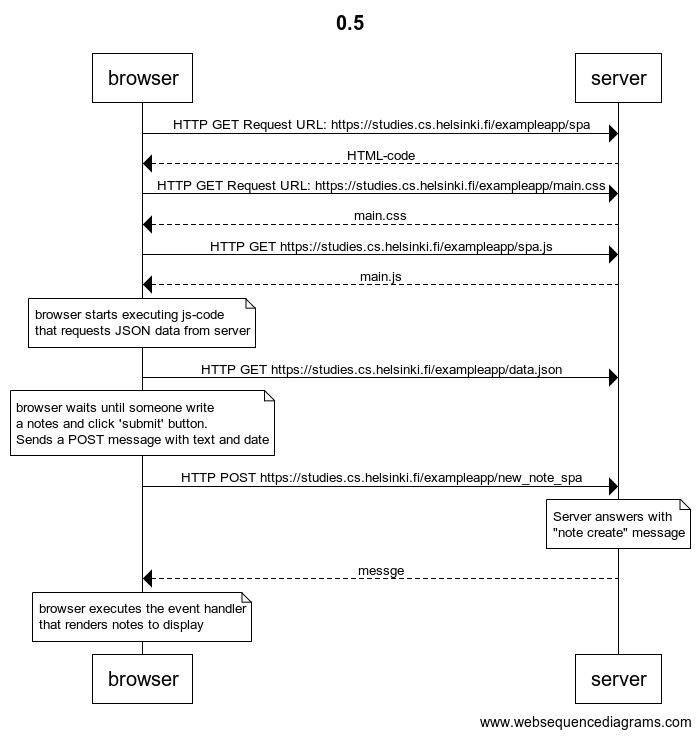 0.5
browser
server
HTTP GET Request URL: https://studies.cs.helsinki.fi/exampleapp/spa
HTML-code
HTTP GET Request URL: https://studies.cs.helsinki.fi/exampleapp/main.css
main.css
HTTP GET https://studies.cs.helsinki.fi/exampleapp/spa.js
main.js
browser starts executing js-code
that requests JSON data from server
HTTP GET https://studies.cs.helsinki.fi/exampleapp/data.json
browser waits until someone write
a notes and click 'submit' button.
Sends a POST message with text and date
HTTP POST https://studies.cs.helsinki.fi/exampleapp/new_note_spa
Server answers with
"note create" message
messge
browser executes the event handler
that renders notes to display
browser
server
www.websequencediagrams.com